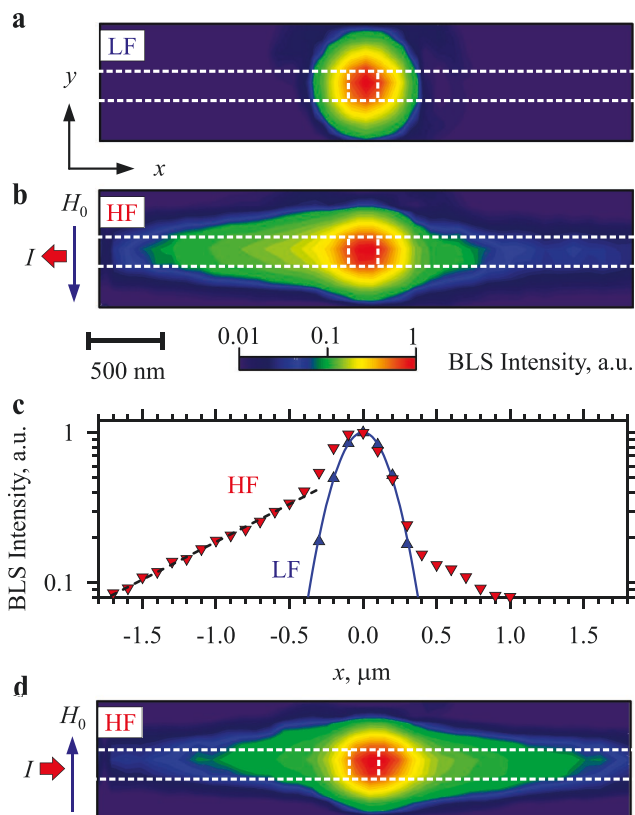 a
LF
y
x
b
HF
H0
I
500 nm
0.01 0.1 1
BLS Intensity, a.u.
c
BLS Intensity, a.u.
1
0.1
HF
LF
-1.5 -1.0 -0.5 0.0 0.5 1.0 1.5
x, μm
d
HF
H0
I